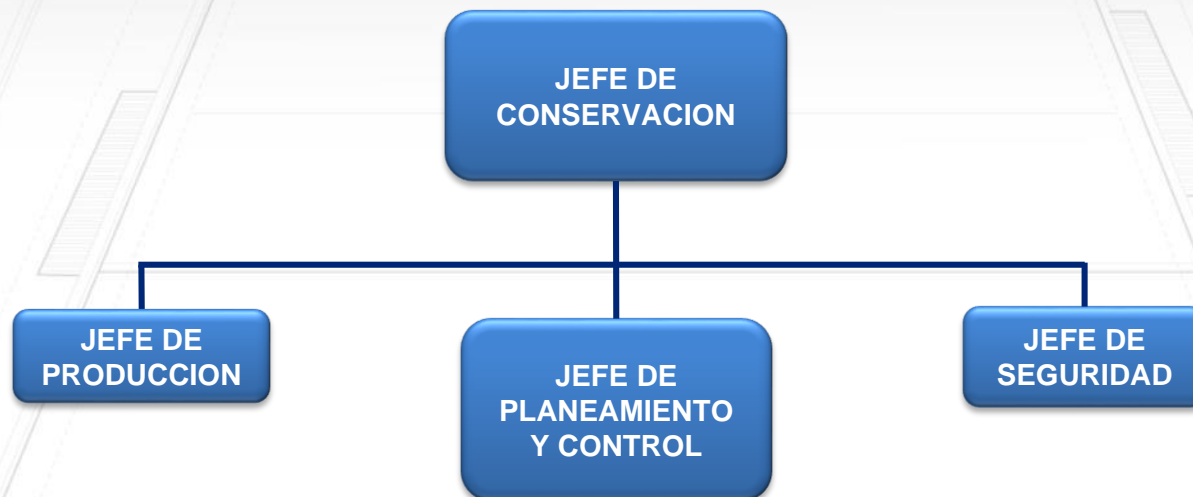 JEFE DE
CONSERVACION
JEFE DE
PRODUCCION
JEFE DE
PLANEAMIENTO
Y CONTROL
JEFE DE
SEGURIDAD